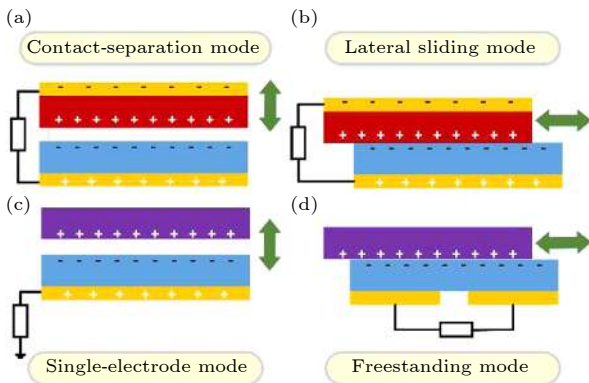 (a)
Contact-separation mode
(b)
Lateral sliding mode
(c)
Single-electrode mode
(d)
Freestanding mode